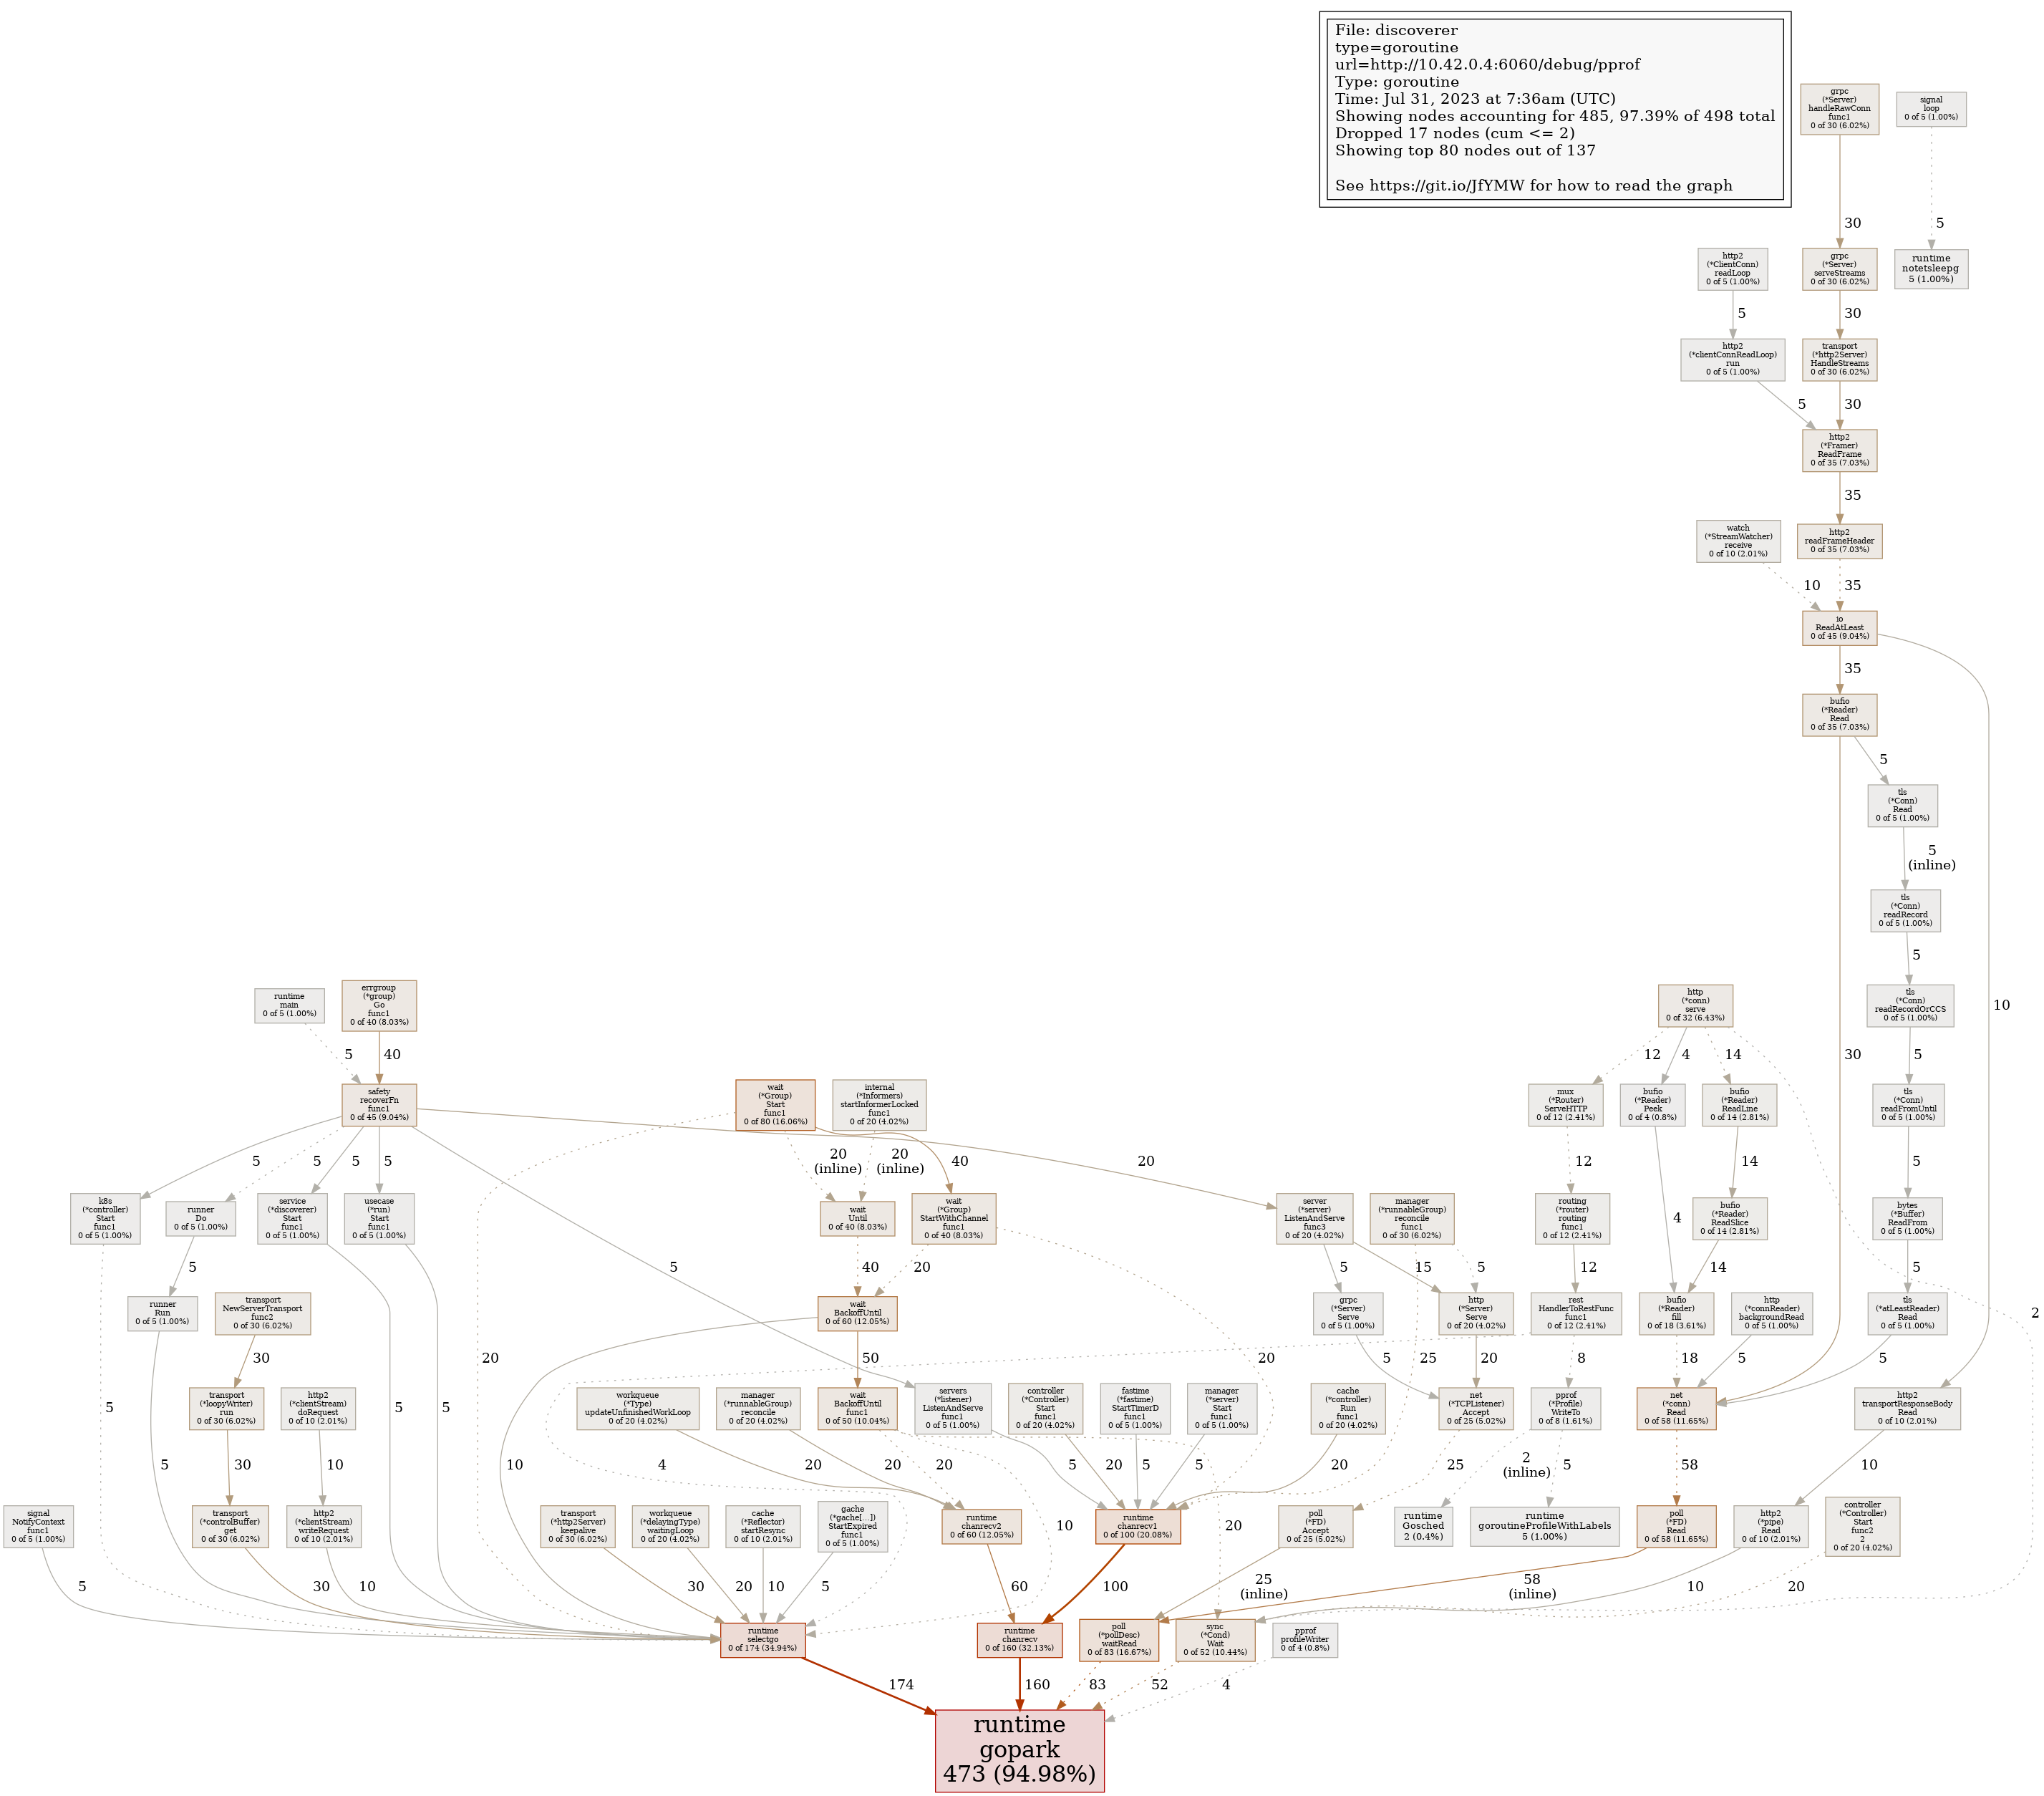 File: discoverer
type=goroutine
url=http://10.42.0.4:6060/debug/pprof
Type: goroutine
Time: Jul 31, 2023 at 7:36am (UTC)
Showing nodes accounting for 485, 97.39% of 498 total
Dropped 17 nodes (cum <= 2)
Showing top 80 nodes out of 137
See https://git.io/JfYMW for how to read the graph
grpc
(*Server)
handleRawConn
func1
0 of 30 (6.02%)
signal
loop
0 of 5 (1.00%)
30
5
http2
(*ClientConn)
readLoop
0 of 5 (1.00%)
grpc
(*Server)
serveStreams
0 of 30 (6.02%)
runtime
notetsleepg
5 (1.00%)
5
30
http2
(*clientConnReadLoop)
run
0 of 5 (1.00%)
transport
(*http2Server)
HandleStreams
0 of 30 (6.02%)
5
30
http2
(*Framer)
ReadFrame
0 of 35 (7.03%)
35
watch
(*StreamWatcher)
receive
0 of 10 (2.01%)
http2
readFrameHeader
0 of 35 (7.03%)
10
35
io
ReadAtLeast
0 of 45 (9.04%)
35
10
bufio
(*Reader)
Read
0 of 35 (7.03%)
5
30
tls
(*Conn)
Read
0 of 5 (1.00%)
5
(inline)
tls
(*Conn)
readRecord
0 of 5 (1.00%)
5
runtime
main
0 of 5 (1.00%)
errgroup
(*group)
Go
func1
0 of 40 (8.03%)
http
(*conn)
serve
0 of 32 (6.43%)
tls
(*Conn)
readRecordOrCCS
0 of 5 (1.00%)
5
40
12
4
14
2
5
safety
recoverFn
func1
0 of 45 (9.04%)
wait
(*Group)
Start
func1
0 of 80 (16.06%)
internal
(*Informers)
startInformerLocked
func1
0 of 20 (4.02%)
mux
(*Router)
ServeHTTP
0 of 12 (2.41%)
bufio
(*Reader)
Peek
0 of 4 (0.8%)
bufio
(*Reader)
ReadLine
0 of 14 (2.81%)
tls
(*Conn)
readFromUntil
0 of 5 (1.00%)
5
5
5
5
5
20
20
20
(inline)
20
(inline)
40
12
4
14
5
k8s
(*controller)
Start
func1
0 of 5 (1.00%)
runner
Do
0 of 5 (1.00%)
service
(*discoverer)
Start
func1
0 of 5 (1.00%)
usecase
(*run)
Start
func1
0 of 5 (1.00%)
wait
Until
0 of 40 (8.03%)
wait
(*Group)
StartWithChannel
func1
0 of 40 (8.03%)
server
(*server)
ListenAndServe
func3
0 of 20 (4.02%)
manager
(*runnableGroup)
reconcile
func1
0 of 30 (6.02%)
routing
(*router)
routing
func1
0 of 12 (2.41%)
bufio
(*Reader)
ReadSlice
0 of 14 (2.81%)
bytes
(*Buffer)
ReadFrom
0 of 5 (1.00%)
5
5
5
5
40
20
20
5
15
5
25
12
14
5
runner
Run
0 of 5 (1.00%)
transport
NewServerTransport
func2
0 of 30 (6.02%)
wait
BackoffUntil
0 of 60 (12.05%)
grpc
(*Server)
Serve
0 of 5 (1.00%)
http
(*Server)
Serve
0 of 20 (4.02%)
rest
HandlerToRestFunc
func1
0 of 12 (2.41%)
bufio
(*Reader)
fill
0 of 18 (3.61%)
http
(*connReader)
backgroundRead
0 of 5 (1.00%)
tls
(*atLeastReader)
Read
0 of 5 (1.00%)
5
30
10
50
5
20
8
4
18
5
5
transport
(*loopyWriter)
run
0 of 30 (6.02%)
http2
(*clientStream)
doRequest
0 of 10 (2.01%)
workqueue
(*Type)
updateUnfinishedWorkLoop
0 of 20 (4.02%)
manager
(*runnableGroup)
reconcile
0 of 20 (4.02%)
wait
BackoffUntil
func1
0 of 50 (10.04%)
servers
(*listener)
ListenAndServe
func1
0 of 5 (1.00%)
controller
(*Controller)
Start
func1
0 of 20 (4.02%)
fastime
(*fastime)
StartTimerD
func1
0 of 5 (1.00%)
manager
(*server)
Start
func1
0 of 5 (1.00%)
cache
(*controller)
Run
func1
0 of 20 (4.02%)
net
(*TCPListener)
Accept
0 of 25 (5.02%)
pprof
(*Profile)
WriteTo
0 of 8 (1.61%)
net
(*conn)
Read
0 of 58 (11.65%)
http2
transportResponseBody
Read
0 of 10 (2.01%)
30
10
20
20
20
10
20
5
20
5
5
20
25
2
(inline)
5
58
10
signal
NotifyContext
func1
0 of 5 (1.00%)
transport
(*controlBuffer)
get
0 of 30 (6.02%)
http2
(*clientStream)
writeRequest
0 of 10 (2.01%)
transport
(*http2Server)
keepalive
0 of 30 (6.02%)
workqueue
(*delayingType)
waitingLoop
0 of 20 (4.02%)
cache
(*Reflector)
startResync
0 of 10 (2.01%)
gache
(*gache[...])
StartExpired
func1
0 of 5 (1.00%)
runtime
chanrecv2
0 of 60 (12.05%)
runtime
chanrecv1
0 of 100 (20.08%)
poll
(*FD)
Accept
0 of 25 (5.02%)
runtime
Gosched
2 (0.4%)
runtime
goroutineProfileWithLabels
5 (1.00%)
poll
(*FD)
Read
0 of 58 (11.65%)
http2
(*pipe)
Read
0 of 10 (2.01%)
controller
(*Controller)
Start
func2
2
0 of 20 (4.02%)
5
30
10
30
20
10
5
60
100
25
(inline)
58
(inline)
10
20
runtime
selectgo
0 of 174 (34.94%)
runtime
chanrecv
0 of 160 (32.13%)
poll
(*pollDesc)
waitRead
0 of 83 (16.67%)
sync
(*Cond)
Wait
0 of 52 (10.44%)
pprof
profileWriter
0 of 4 (0.8%)
174
160
83
52
4
runtime
gopark
473 (94.98%)